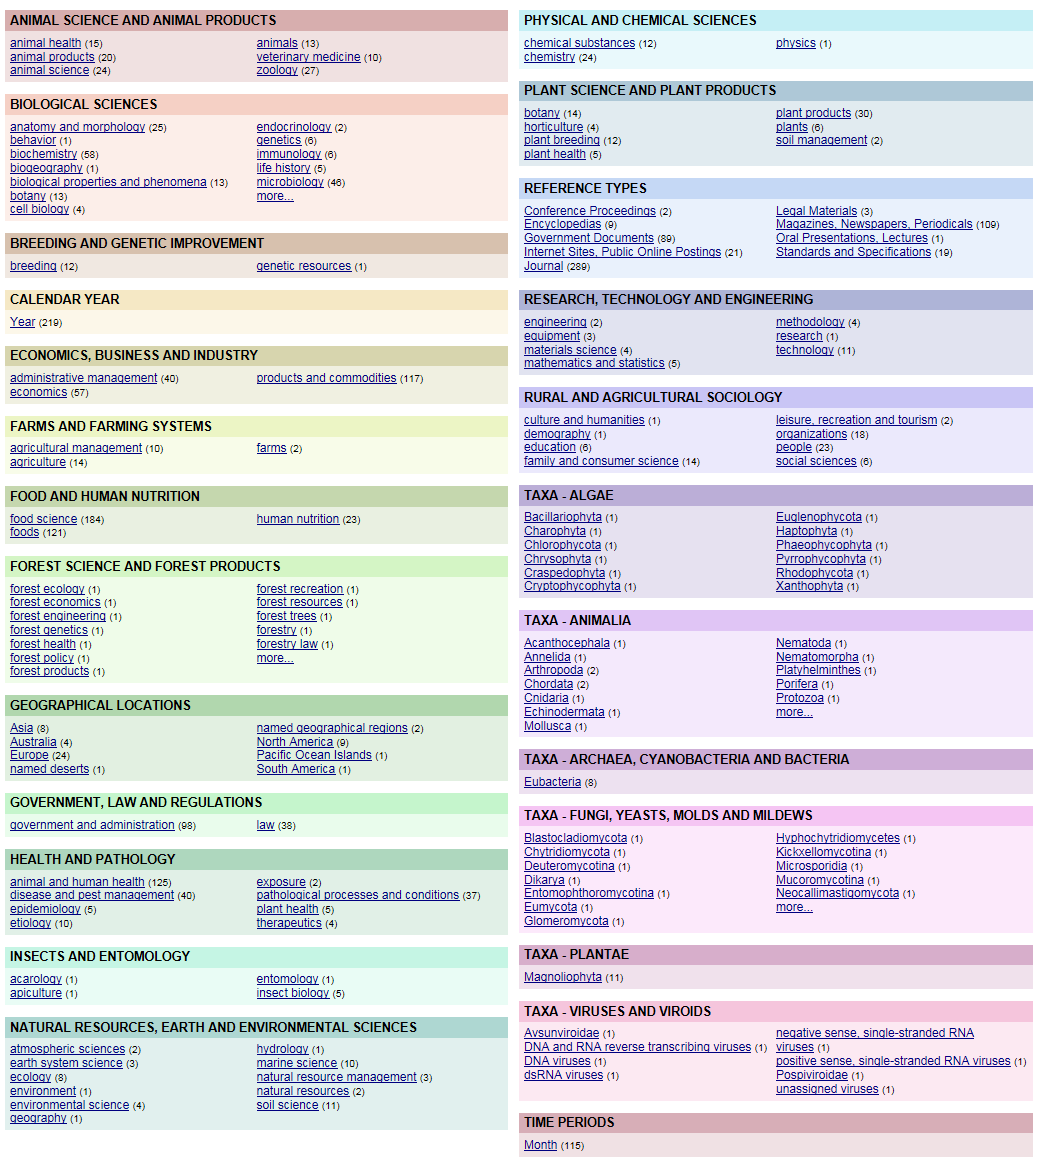 ANIMAL SCIENCE AND ANIMAL PRODUCTS
animal health (15)
animal products (20)
animal science (24)
animals (13)
veterinary medicine (10)
zoology (27)
BIOLOGICAL SCIENCES
anatomy and morphology (25)
behavior (1)
biochemistry (58)
biogeography (1)
biological properties and phenomena (13)
botany (13)
cell biology (4)
endocrinology (2)
genetics (6)
immunology (6)
life history (5)
microbiology (46)
more...
BREEDING AND GENETIC IMPROVEMENT
breeding (12)
genetic resources (1)
CALENDAR YEAR
Year (219)
ECONOMICS, BUSINESS AND INDUSTRY
administrative management (40)
economics (57)
products and commodities (117)
FARMS AND FARMING SYSTEMS
agricultural management (10)
agriculture (14)
farms (2)
FOOD AND HUMAN NUTRITION
food science (184)
foods (121)
human nutrition (23)
FOREST SCIENCE AND FOREST PRODUCTS
forest ecology (1)
forest economics (1)
forest engineering (1)
forest genetics (1)
forest health (1)
forest policy (1)
forest products (1)
forest recreation (1)
forest resources (1)
forest trees (1)
forestry (1)
forestry law (1)
more...
GEOGRAPHICAL LOCATIONS
Asia (8)
Australia (4)
Europe (24)
named deserts (1)
named geographical regions (2)
North America (9)
Pacific Ocean Islands (1)
South America (1)
GOVERNMENT, LAW AND REGULATIONS
government and administration (98)
law (38)
HEALTH AND PATHOLOGY
animal and human health (125)
disease and pest management (40)
epidemiology (5)
etiology (10)
exposure (2)
pathological processes and conditions (37)
plant health (5)
therapeutics (4)
INSECTS AND ENTOMOLOGY
acarology (1)
apiculture (1)
entomology (1)
insect biology (5)
NATURAL RESOURCES, EARTH AND ENVIRONMENTAL SCIENCES
atmospheric sciences (2)
earth system science (3)
ecology (8)
environment (1)
environmental science (4)
geography (1)
hydrology (1)
marine science (10)
natural resource management (3)
natural resources (2)
soil science (11)
PHYSICAL AND CHEMICAL SCIENCES
chemical substances (12)
chemistry (24)
physics (1)
PLANT SCIENCE AND PLANT PRODUCTS
botany (14)
horticulture (4)
plant breeding (12)
plant health (5)
plant products (30)
plants (6)
soil management (2)
REFERENCE TYPES
Conference Proceedings (2)
Encyclopedias (9)
Government Documents (89)
Internet Sites, Public Online Postings (21)
Journal (289)
Legal Materials (3)
Magazines, Newspapers, Periodicals (109)
Oral Presentations, Lectures (1)
Standards and Specifications (19)
RESEARCH, TECHNOLOGY AND ENGINEERING
engineering (2)
equipment (3)
materials science (4)
mathematics and statistics (5)
methodology (4)
research (1)
technology (11)
RURAL AND AGRICULTURAL SOCIOLOGY
culture and humanities (1)
demography (1)
education (6)
family and consumer science (14)
leisure, recreation and tourism (2)
organizations (18)
people (23)
social sciences (6)
TAXA - ALGAE
Bacillariophyta (1)
Charophyta (1)
Chlorophycota (1)
Chrysophyta (1)
Craspedophyta (1)
Cryptophycophyta (1)
Euglenophycota (1)
Haptophyta (1)
Phaeophycophyta (1)
Pyrrophycophyta (1)
Rhodophycota (1)
Xanthophyta (1)
TAXA - ANIMALIA
Acanthocephala (1)
Annelida (1)
Arthropoda (2)
Chordata (2)
Cnidaria (1)
Echinodermata (1)
Mollusca (1)
Nematoda (1)
Nematomorpha (1)
Platyhelminthes (1)
Porifera (1)
Protozoa (1)
more...
TAXA - ARCHAEA, CYANOBACTERIA AND BACTERIA
Eubacteria (8)
TAXA - FUNGI, YEASTS, MOLDS AND MILDEWS
Blastocladiomycota (1)
Chytridiomycota (1)
Deuteromycotina (1)
Dikarya (1)
Entomophthoromycotina (1)
Eumycota (1)
Glomeromycota (1)
Hyphochytridiomycetes (1)
Kickxellomycotina (1)
Microsporidia (1)
Mucoromycotina (1)
Neocallimastigomycota (1)
more...
TAXA - PLANTAE
Magnoliophyta (11)
TAXA - VIRUSES AND VIROIDS
Avsunviroidae (1)
DNA and RNA reverse transcribing viruses (1)
DNA viruses (1)
dsRNA viruses (1)
negative sense, single-stranded RNA
viruses (1)
positive sense, single-stranded RNA viruses (1)
Pospiviroidae (1)
unassigned viruses (1)
TIME PERIODS
Month (115)